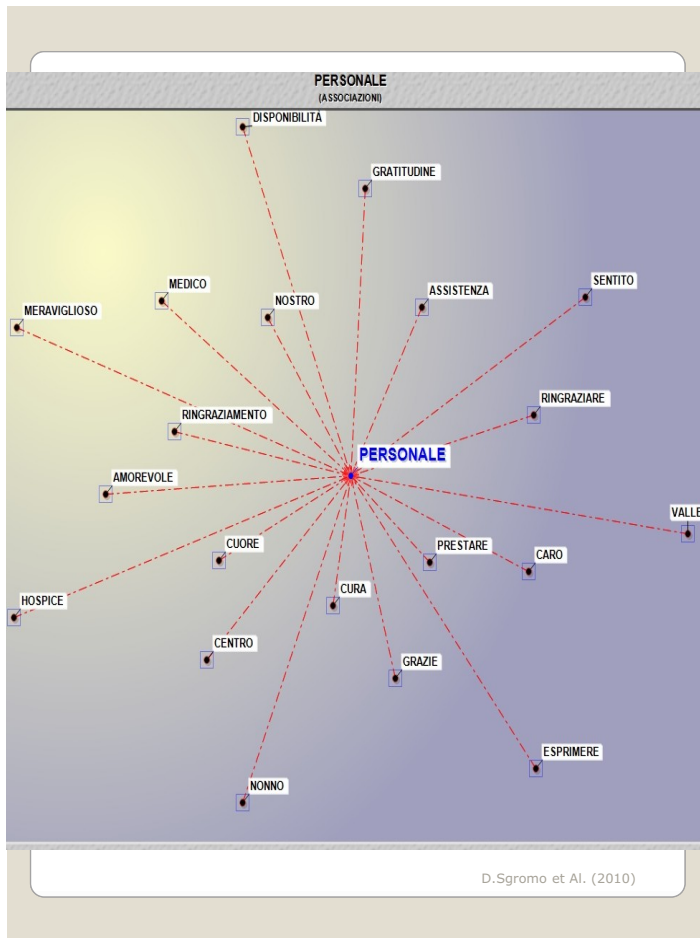 PERSONALE
(ASSOCIAZIONI)
DISPONIBILITÀ
GRATITUDINE
SENTITO
MEDICO
ASSISTENZA
NOSTRO
MERAVIGLIOSO
RINGRAZIARE
RINGRAZIAMENTO
PERSONALE
AMOREVOLE
VALLE
CUORE
PRESTARE
CARO
CURA
HOSPICE
CENTRO
GRAZIE
ESPRIMERE
NONNO
D.Sgromo et Al. (2010)